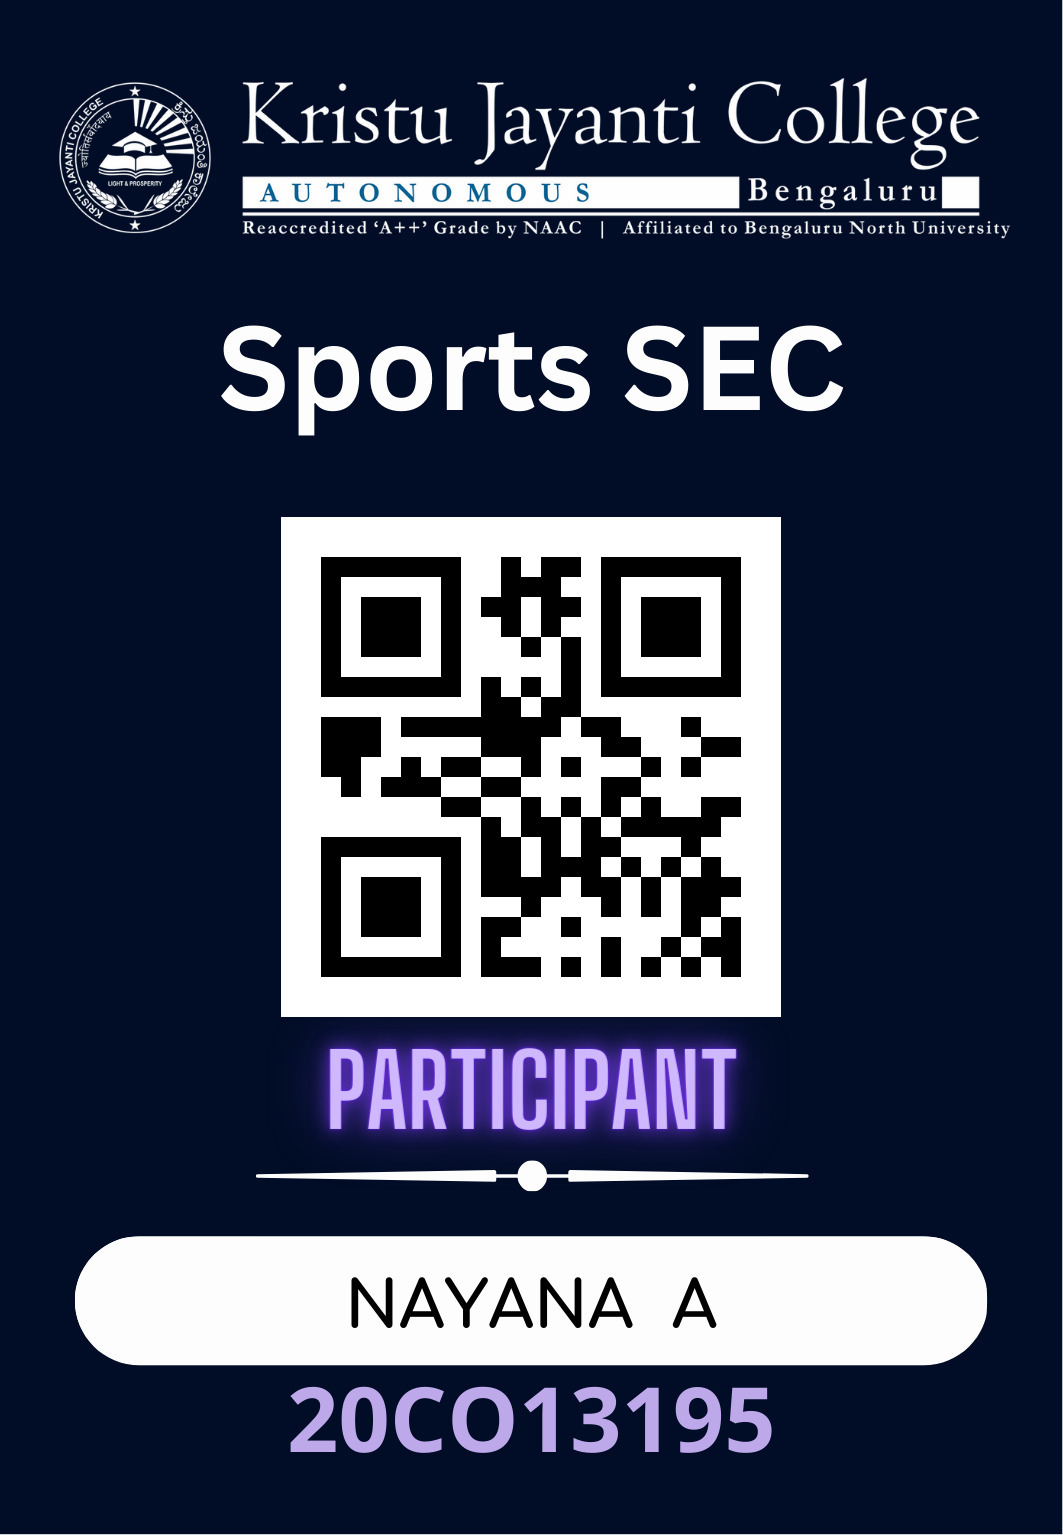 KRISTU JAYANTI COLLEGE
ಕ್ರಿಸ್ತು ಜಯಂತಿ ಕಾಲೇಜು
LIGHT & PROSPERITY
Kristu Jayanti College
AUTONOMOUS Bengaluru
Reaccredited ‘A++’ Grade by NAAC | Affiliated to Bengaluru North University
Sports SEC
PARTICIPANT
NAYANA A
20CO13195